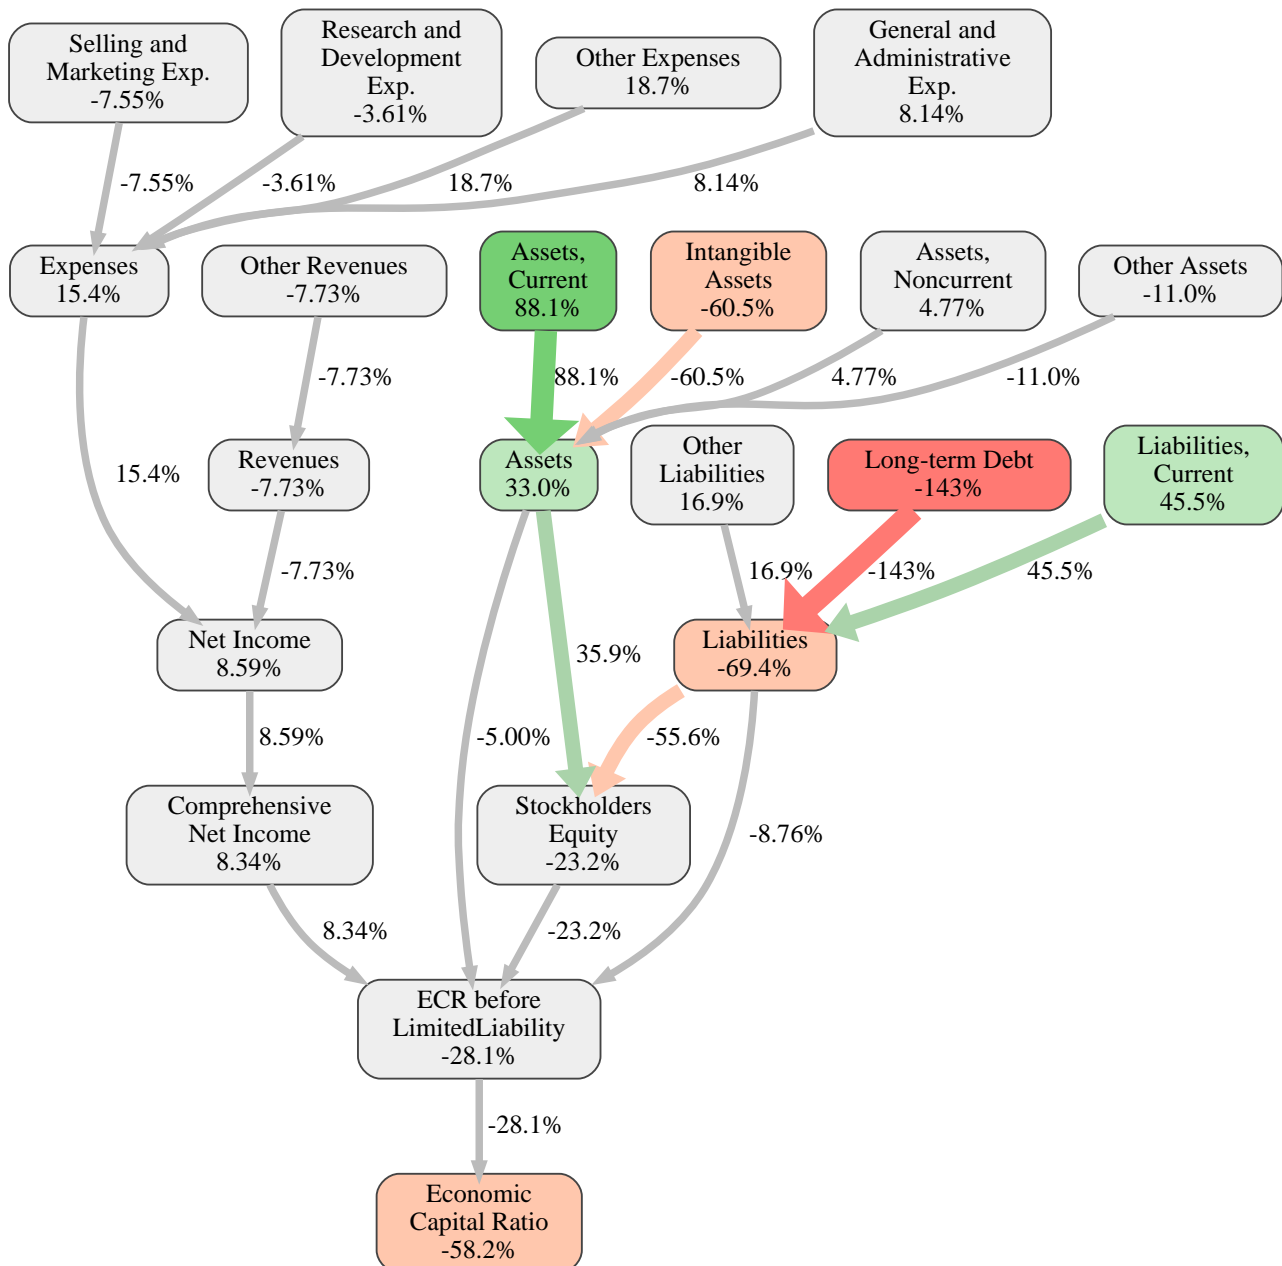 Selling and
Marketing Exp.
-7.55%
Research and
Development
Exp.
-3.61%
Other Expenses
18.7%
General and
Administrative
Exp.
8.14%
-7.55%
-3.61%
18.7%
8.14%
Expenses
15.4%
Other Revenues
-7.73%
Assets,
Current
88.1%
Intangible
Assets
-60.5%
Assets,
Noncurrent
4.77%
Other Assets
-11.0%
-7.73%
88.1%
-60.5%
4.77%
-11.0%
15.4%
Revenues
-7.73%
Assets
33.0%
Other
Liabilities
16.9%
Long-term Debt
-143%
Liabilities,
Current
45.5%
-7.73%
16.9%
-143%
45.5%
Net Income
8.59%
35.9%
Liabilities
-69.4%
8.59%
-5.00%
-55.6%
Comprehensive
Net Income
8.34%
Stockholders
Equity
-23.2%
-8.76%
8.34%
-23.2%
ECR before
LimitedLiability
-28.1%
-28.1%
Economic
Capital Ratio
-58.2%